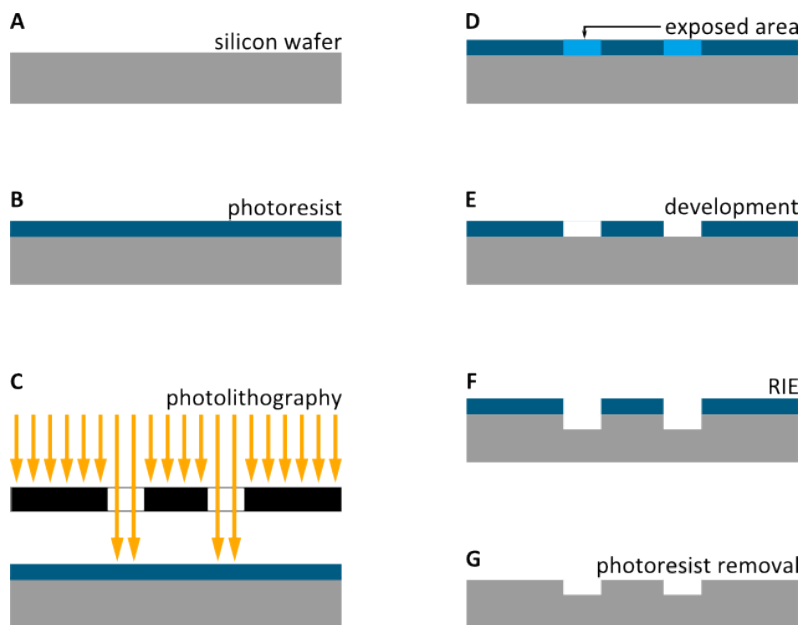 A
silicon wafer
B
photoresist
C
photolithography
D
exposed area
E
development
F
RIE
G
photoresist removal